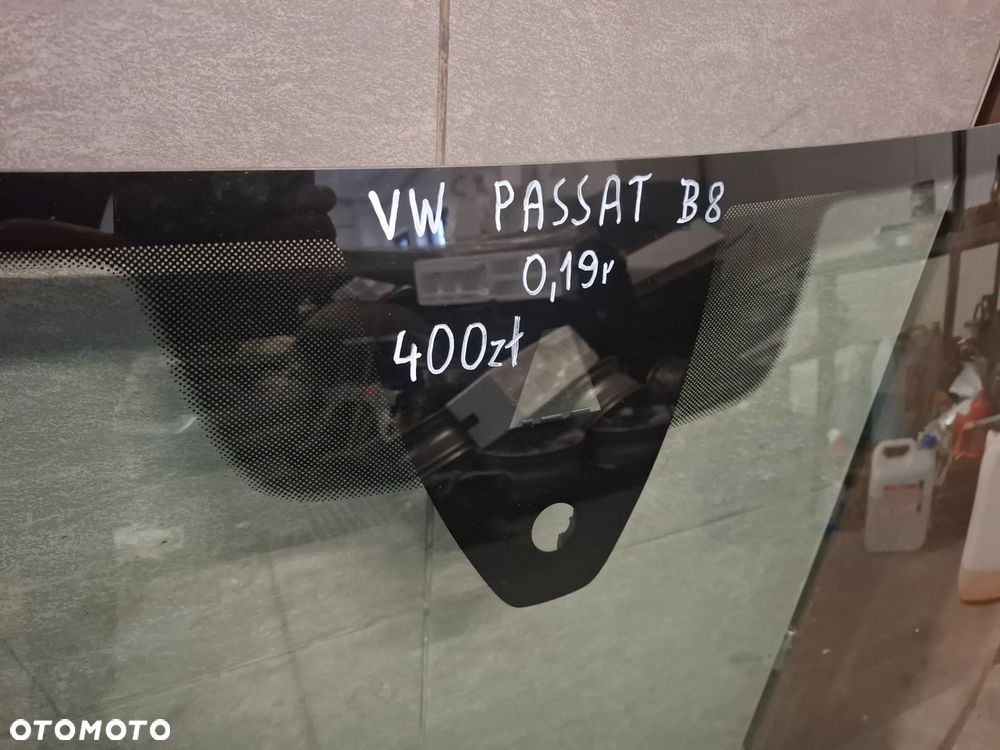 VW PASSAT B8
0,19r
400zł
OTOMOTO